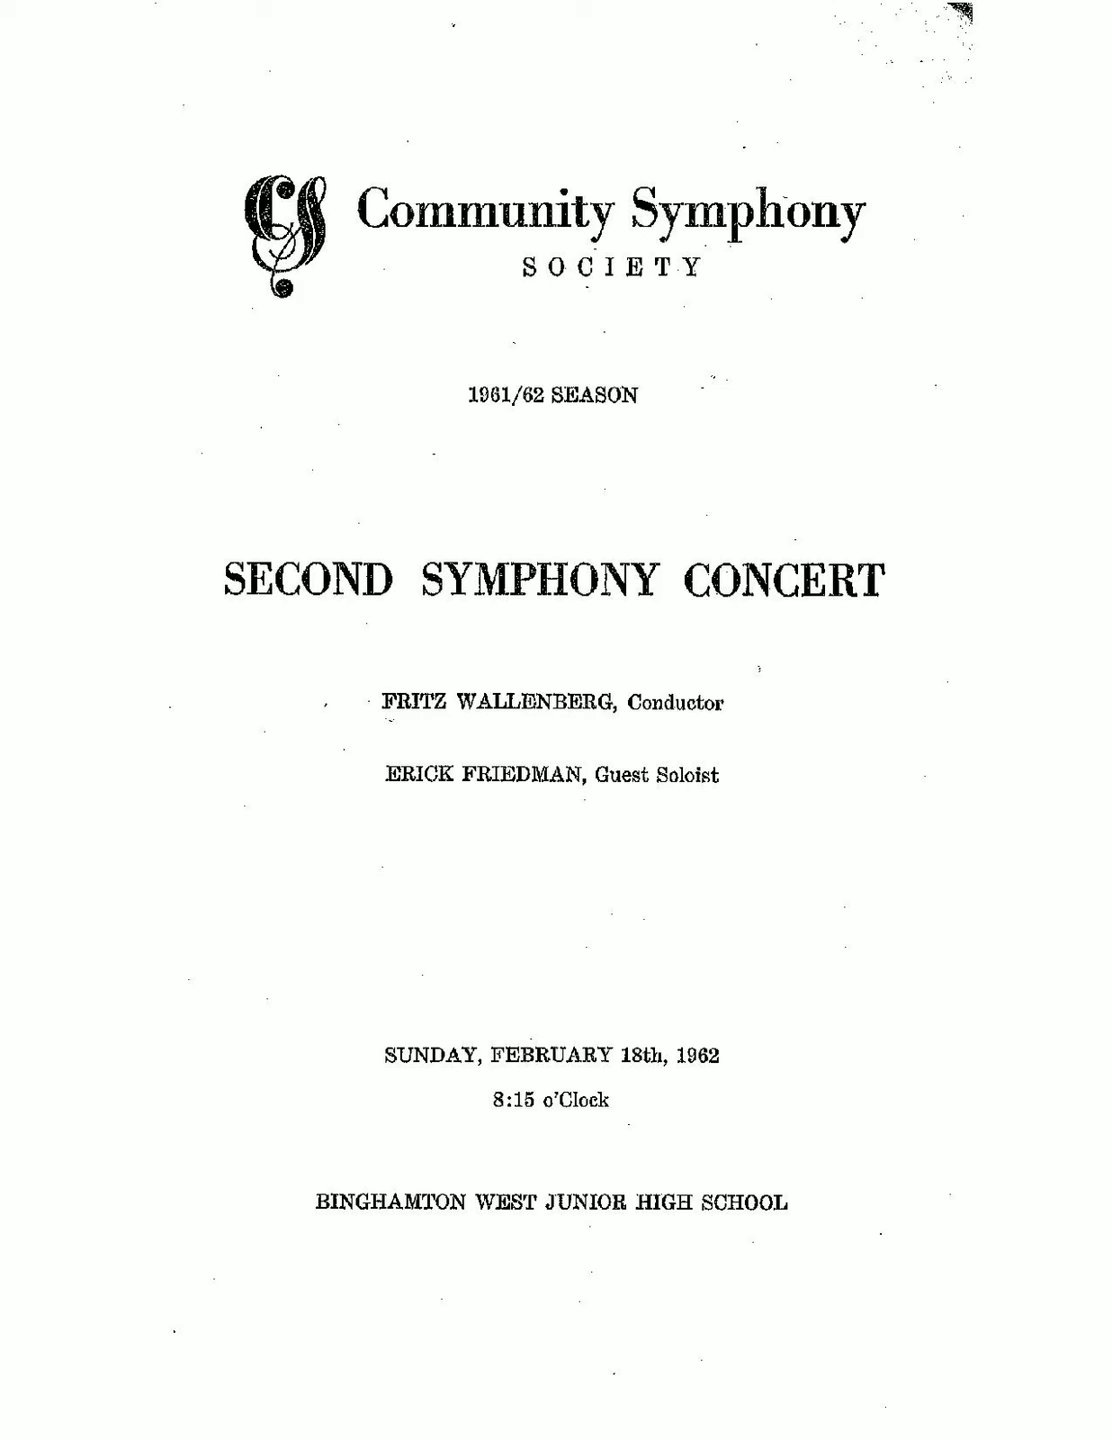 CS Community Symphony
SOCIETY
1961/62 SEASON
SECOND SYMPHONY CONCERT
FRITZ WALLENBERG, Conductor
ERICK FRIEDMAN, Guest Soloist
SUNDAY, FEBRUARY 18th, 1962
8:15 o'Clock
BINGHAMTON WEST JUNIOR HIGH SCHOOL